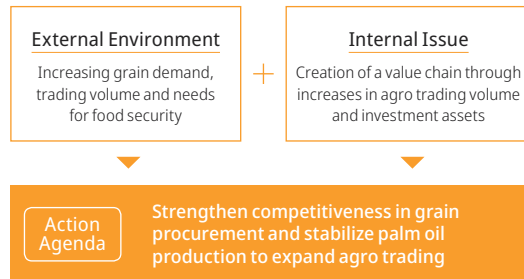 External Environment
Increasing grain demand,
trading volume and needs
for food security
+
Internal Issue
Creation of a value chain through
increases in agro trading volume
and investment assets
Action
Agenda
Strengthen competitiveness in grain
procurement and stabilize palm oil
production to expand agro trading